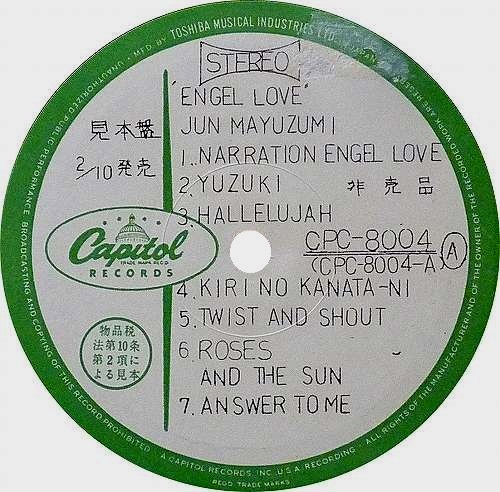 MFD. BY TOSHIBA MUSICAL INDUSTRIES LTD.
STEREO
"ENGEL LOVE"
JUN MAYUZUMI
見本盤
2/10発売
1. NARRATION ENGEL LOVE
2. YUZUKI
非売品
3. HALLELUJAH
CPC-8004
(CPC-8004-A) A
Capitol
TRADE MARK REG'D
RECORDS
4. KIRI NO KANATA-NI
5. TWIST AND SHOUT
6. ROSES
AND THE SUN
7. ANSWER TO ME
物品税
法第10条
第2項に
よる見本
UNAUTHORIZED PUBLIC PERFORMANCE BROADCASTING AND COPYING OF THIS RECORD PROHIBITED
ALL RIGHTS OF THE MANUFACTURER AND OF THE OWNER OF THE RECORDED WORK ARE RESERVED
A CAPITOL RECORDS, INC. U.S.A. RECORDING
REGD. TRADE MARKS